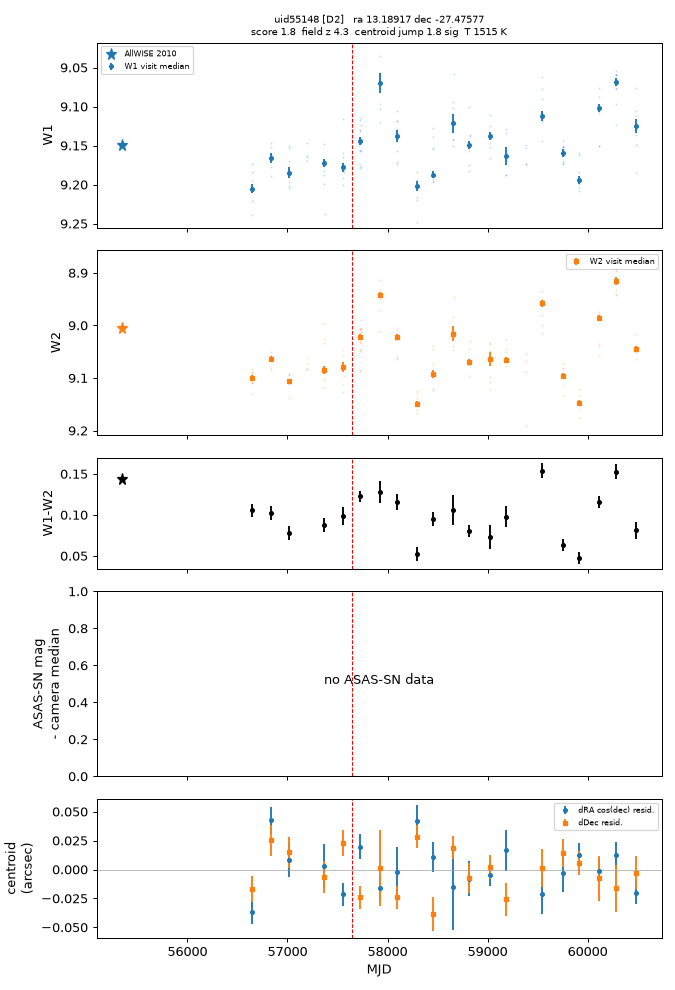 uid55148 [D2]   ra 13.18917 dec -27.47577
score 1.8  field z 4.3  centroid jump 1.8 sig  T 1515 K
AllWISE 2010
W1 visit median
W1
9.05
9.10
9.15
9.20
9.25
W2 visit median
W2
8.9
9.0
9.1
9.2
W1-W2
0.15
0.10
0.05
ASAS-SN mag
- camera median
1.0
0.8
0.6
0.4
0.2
0.0
no ASAS-SN data
dRA cos(dec) resid.
dDec resid.
centroid
(arcsec)
0.050
0.025
0.000
−0.025
−0.050
56000
57000
58000
59000
60000
MJD